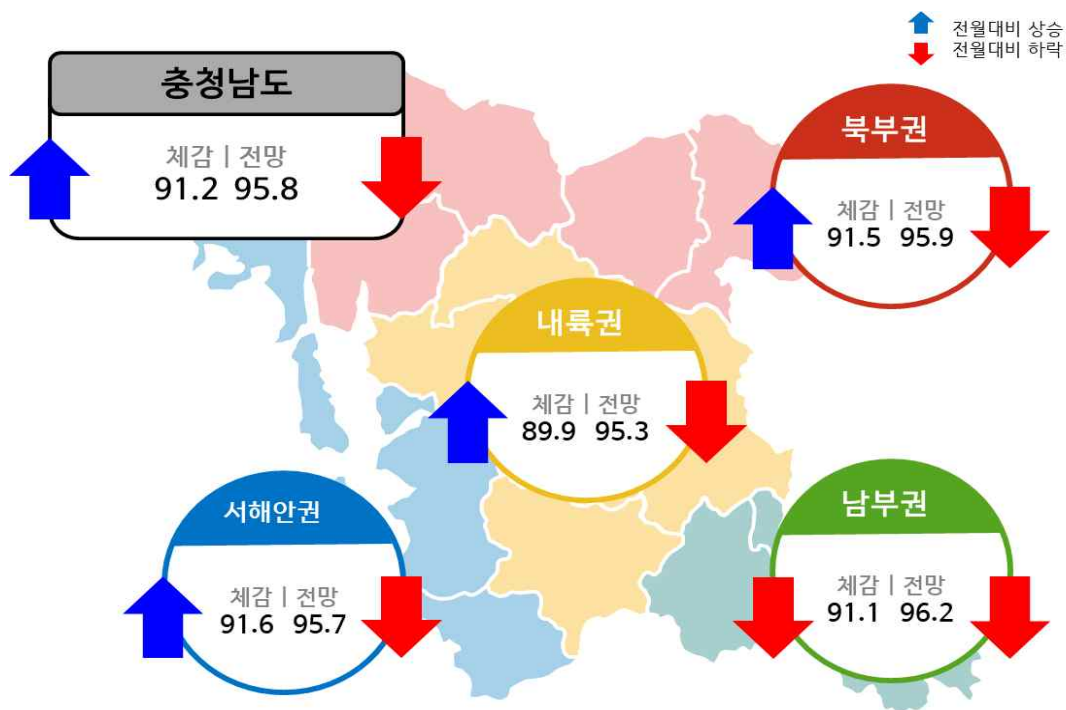 전월대비 상승
전월대비 하락
충청남도
체감 | 전망
91.2 95.8
북부권
체감 | 전망
91.5 95.9
내륙권
체감 | 전망
89.9 95.3
서해안권
체감 | 전망
91.6 95.7
남부권
체감 | 전망
91.1 96.2